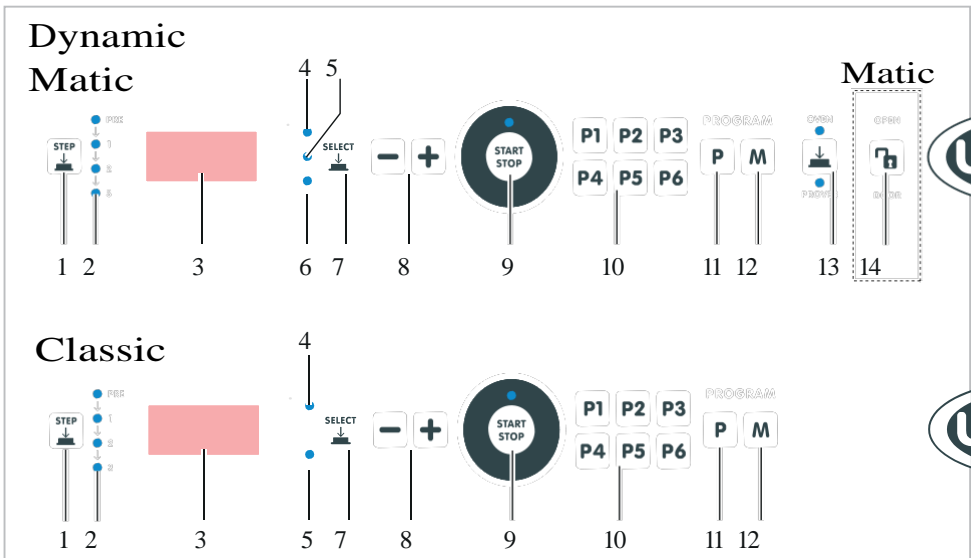 Dynamic
Matic
Matic
4 5
PRE
STEP
1
2
3
SELECT
START
STOP
P1 P2 P3
P4 P5 P6
PROGRAM
P M
OVEN
PROVER
OPEN
DOOR
1 2 3 6 7 8 9 10 11 12 13 14
Classic
4
PRE
STEP
1
2
3
SELECT
START
STOP
P1 P2 P3
P4 P5 P6
PROGRAM
P M
1 2 3 5 7 8 9 10 11 12